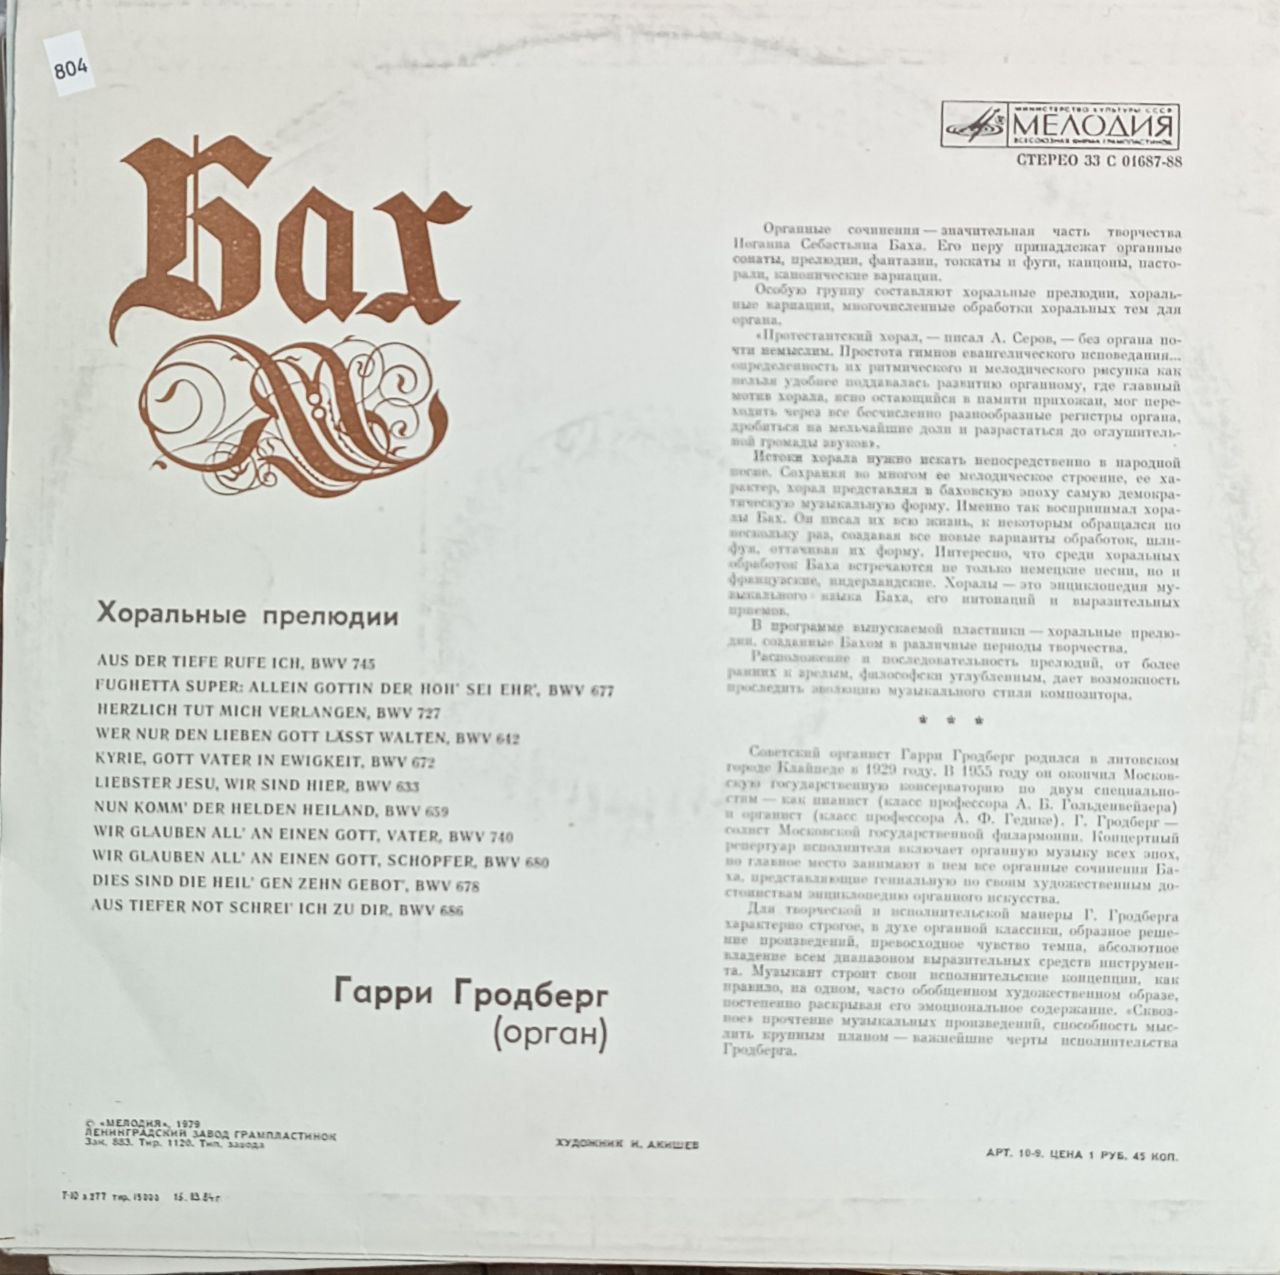 804
Бах
МИНИСТЕРСТВО КУЛЬТУРЫ СССР
МЕЛОДИЯ
ВСЕСОЮЗНАЯ ФИРМА ГРАМПЛАСТИНОК
СТЕРЕО 33 С 01687-88
Хоральные прелюдии
AUS DER TIEFE RUFE ICH, BWV 745
FUGHETTA SUPER: ALLEIN GOTTIN DER HOH' SEI EHR', BWV 677
HERZLICH TUT MICH VERLANGEN, BWV 727
WER NUR DEN LIEBEN GOTT LÄSST WALTEN, BWV 642
KYRIE, GOTT VATER IN EWIGKEIT, BWV 672
LIEBSTER JESU, WIR SIND HIER, BWV 633
NUN KOMM' DER HELDEN HEILAND, BWV 659
WIR GLAUBEN ALL' AN EINEN GOTT, VATER, BWV 740
WIR GLAUBEN ALL' AN EINEN GOTT, SCHOPFER, BWV 680
DIES SIND DIE HEIL' GEN ZEHN GEBOT', BWV 678
AUS TIEFER NOT SCHREI' ICH ZU DIR, BWV 686
Гарри Гродберг
(орган)
Органные сочинения — значительная часть творчества
Иоганна Себастьяна Баха. Его перу принадлежат органные
сонаты, прелюдии, фантазии, токкаты и фуги, канцоны, пасто-
рали, канонические вариации.
Особую группу составляют хоральные прелюдии, хораль-
ные вариации, многочисленные обработки хоральных тем для
органа.
«Протестантский хорал, — писал А. Серов, — без органа по-
чти немыслим. Простота гимнов евангелического исповедания...
определенность их ритмического и мелодического рисунка как
нельзя удобнее поддавалась развитию органному, где главный
мотив хорала, ясно остающийся в памяти прихожан, мог пере-
ходить через все бесчисленно разнообразные регистры органа,
дробиться на мельчайшие доли и разрастаться до оглушитель-
ной громады звуков».
Истоки хорала нужно искать непосредственно в народной
песне. Сохраняя во многом ее мелодическое строение, ее ха-
рактер, хорал представлял в баховскую эпоху самую демокра-
тическую музыкальную форму. Именно так воспринимал хора-
лы Бах. Он писал их всю жизнь, к некоторым обращался по
нескольку раз, создавая все новые варианты обработок, шли-
фуя, оттачивая их форму. Интересно, что среди хоральных
обработок Баха встречаются не только немецкие песни, но и
французские, нидерландские. Хоралы — это энциклопедия му-
зыкального языка Баха, его интонаций и выразительных
приемов.
В программе выпускаемой пластинки — хоральные прелю-
дии, созданные Бахом в различные периоды творчества.
Расположение и последовательность прелюдий, от более
ранних к зрелым, философски углубленным, дает возможность
проследить эволюцию музыкального стиля композитора.
* * *
Советский органист Гарри Гродберг родился в литовском
городе Клайпеде в 1929 году. В 1955 году он окончил Москов-
скую государственную консерваторию по двум специально-
стям — как пианист (класс профессора А. Б. Гольденвейзера)
и органист (класс профессора А. Ф. Гедике). Г. Гродберг —
солист Московской государственной филармонии. Концертный
репертуар исполнителя включает органную музыку всех эпох,
но главное место занимают в нем все органные сочинения Ба-
ха, представляющие гениальную по своим художественным до-
стоинствам энциклопедию органного искусства.
Для творческой и исполнительской манеры Г. Гродберга
характерно строгое, в духе органной классики, образное реше-
ние произведений, превосходное чувство темпа, абсолютное
владение всем диапазоном выразительных средств инструмен-
та. Музыкант строит свои исполнительские концепции, как
правило, на одном, часто обобщенном художественном образе,
постепенно раскрывая его эмоциональное содержание. «Сквоз-
ное» прочтение музыкальных произведений, способность мыс-
лить крупным планом — важнейшие черты исполнительства
Гродберга.
© «МЕЛОДИЯ», 1979
ЛЕНИНГРАДСКИЙ ЗАВОД ГРАМПЛАСТИНОК
Зак. 883. Тир. 1120. Тип. завода
ХУДОЖНИК И. АКИШЕВ
АРТ. 10-9. ЦЕНА 1 РУБ. 45 КОП.
Т-10 з 277 тир. 15000 15.03.84г.